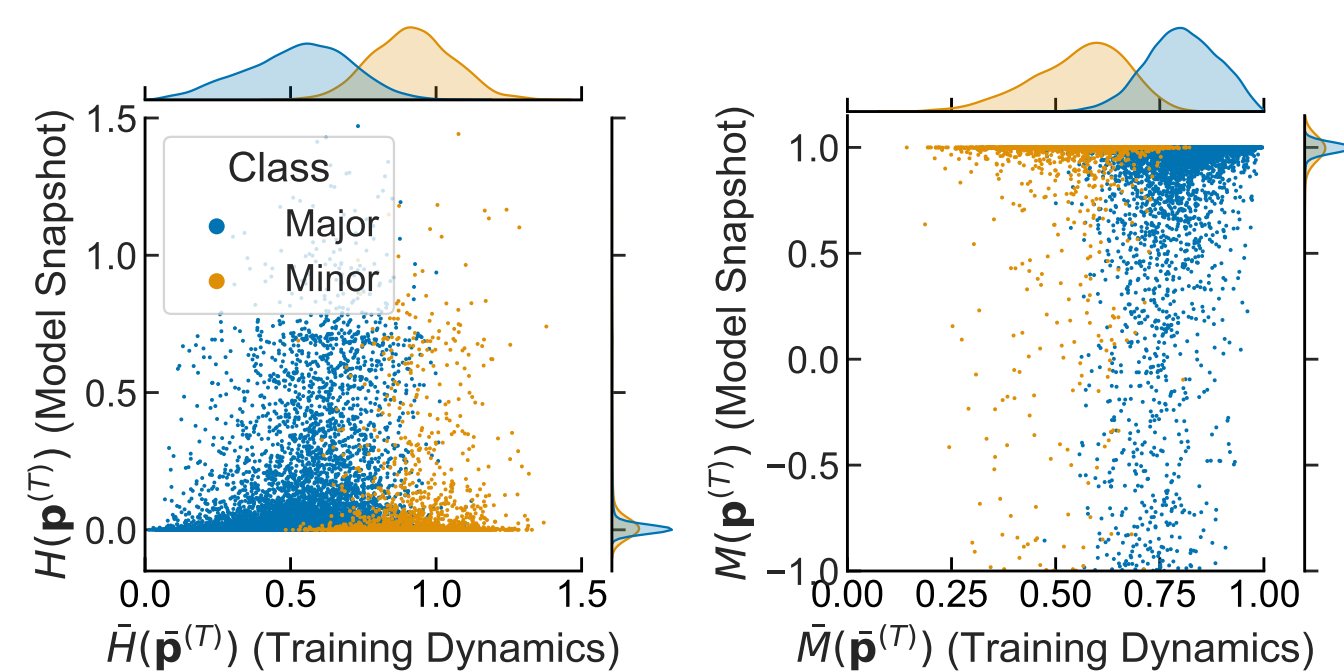 H(p^(T)) (Model Snapshot)
1.5
1.0
0.5
0.0
Class
Major
Minor
0.0 0.5 1.0 1.5
H̄(p̄^(T)) (Training Dynamics)
M(p^(T)) (Model Snapshot)
1.0
0.5
0.0
−0.5
−1.0
0.00 0.25 0.50 0.75 1.00
M̄(p̄^(T)) (Training Dynamics)